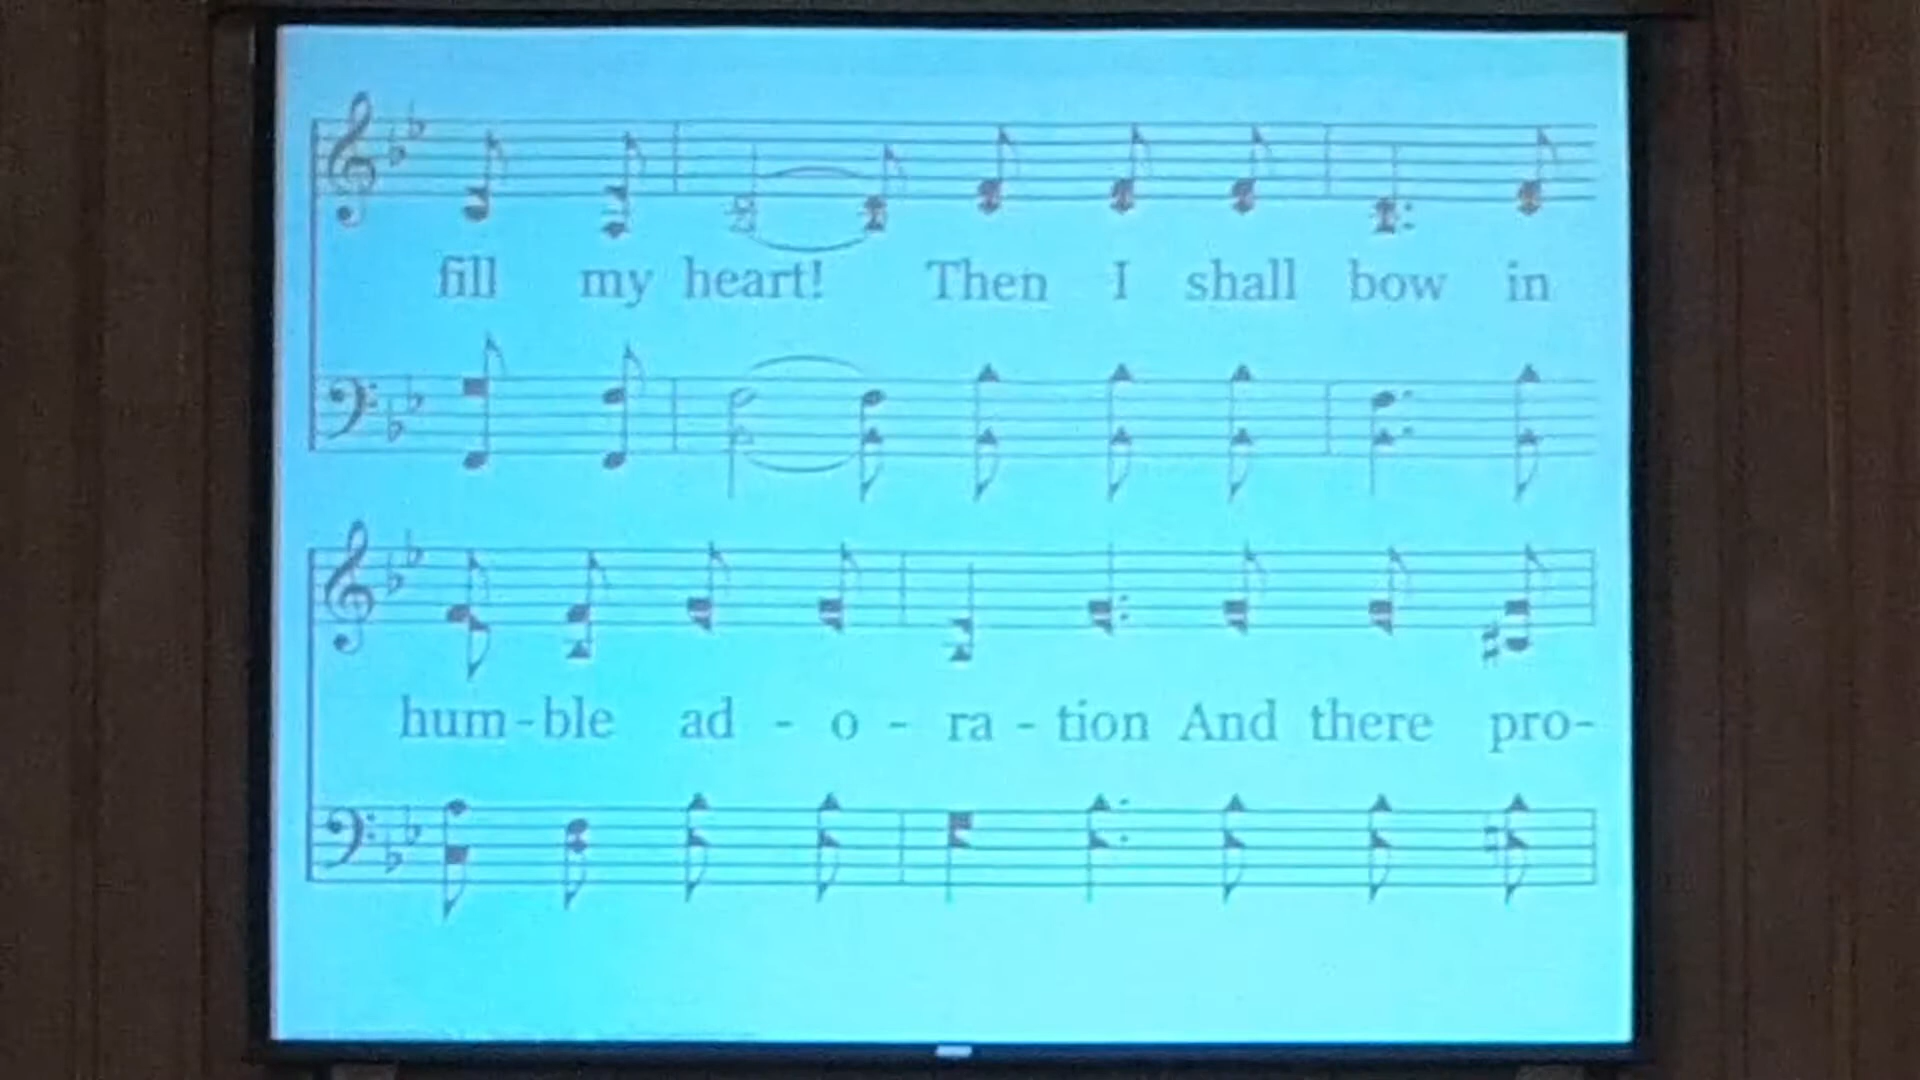 fill my heart! Then I shall bow in
hum-ble ad - o - ra - tion And there pro-